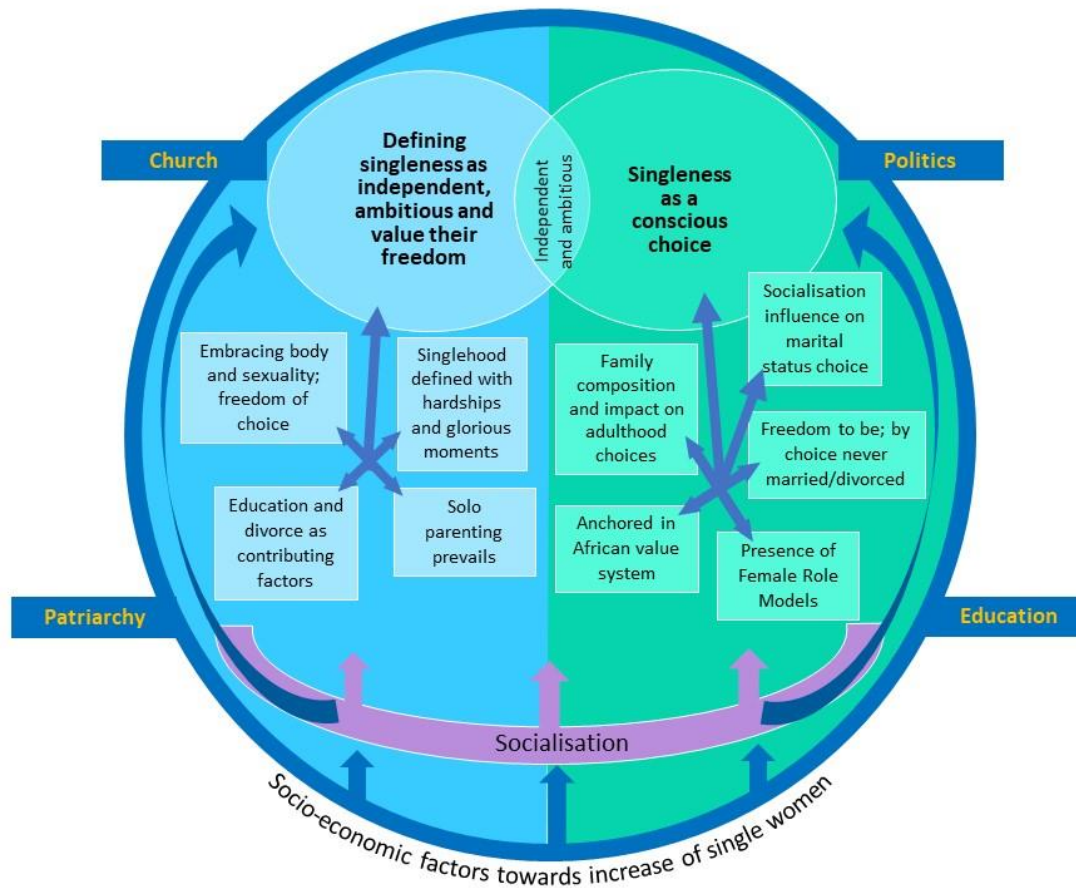 Church
Politics
Defining
singleness as
independent,
ambitious and
value their
freedom
Independent
and ambitious
Singleness
as a
conscious
choice
Embracing body
and sexuality;
freedom of
choice
Singlehood
defined with
hardships
and glorious
moments
Education and
divorce as
contributing
factors
Solo
parenting
prevails
Family
composition
and impact on
adulthood
choices
Socialisation
influence on
marital
status choice
Freedom to be; by
choice never
married/divorced
Anchored in
African value
system
Presence of
Female Role
Models
Patriarchy
Education
Socialisation
Socio-economic factors towards increase of single women